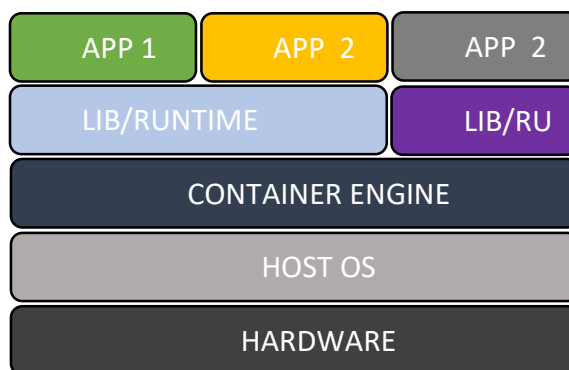 APP 1 APP 2 APP 2
LIB/RUNTIME LIB/RU
CONTAINER ENGINE
HOST OS
HARDWARE